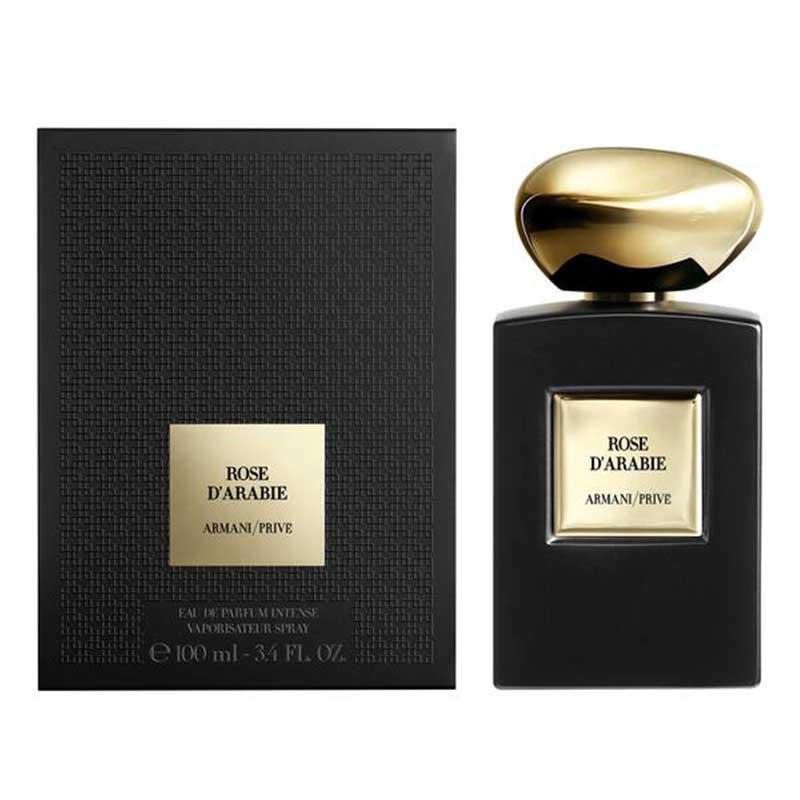 ROSE
D'ARABIE
ARMANI/PRIVE
EAU DE PARFUM INTENSE
VAPORISATEUR SPRAY
℮ 100 ml - 3.4 FL. OZ.
ROSE
D'ARABIE
ARMANI/PRIVE